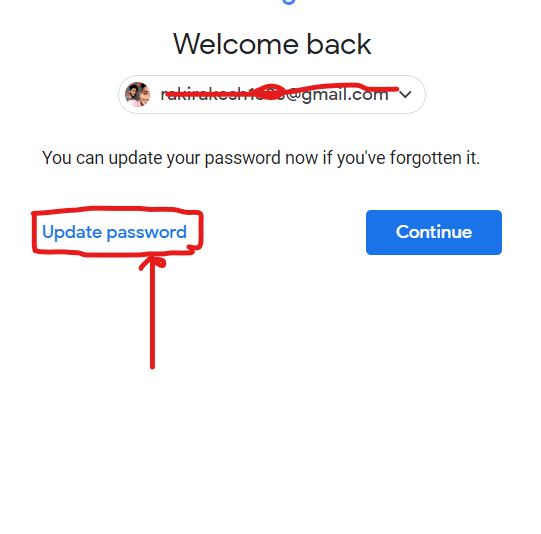 Welcome back
@gmail.com
You can update your password now if you've forgotten it.
Update password
Continue